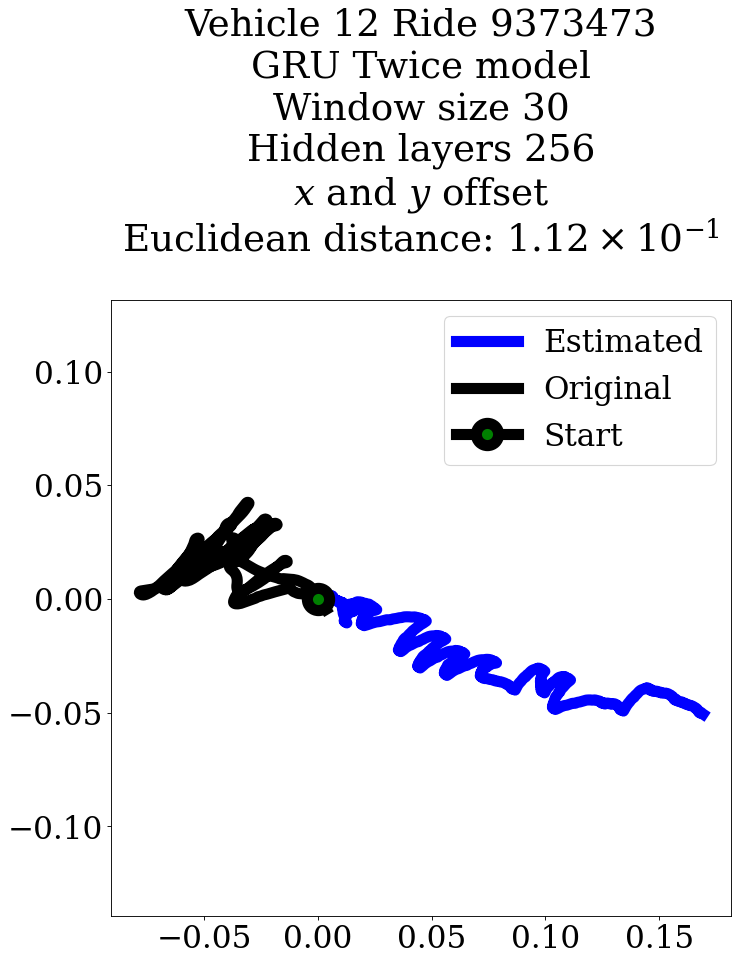 Vehicle 12 Ride 9373473
GRU Twice model
Window size 30
Hidden layers 256
x and y offset
Euclidean distance: 1.12 × 10⁻¹
Estimated
Original
Start
0.10
0.05
0.00
−0.05
−0.10
−0.05 0.00 0.05 0.10 0.15